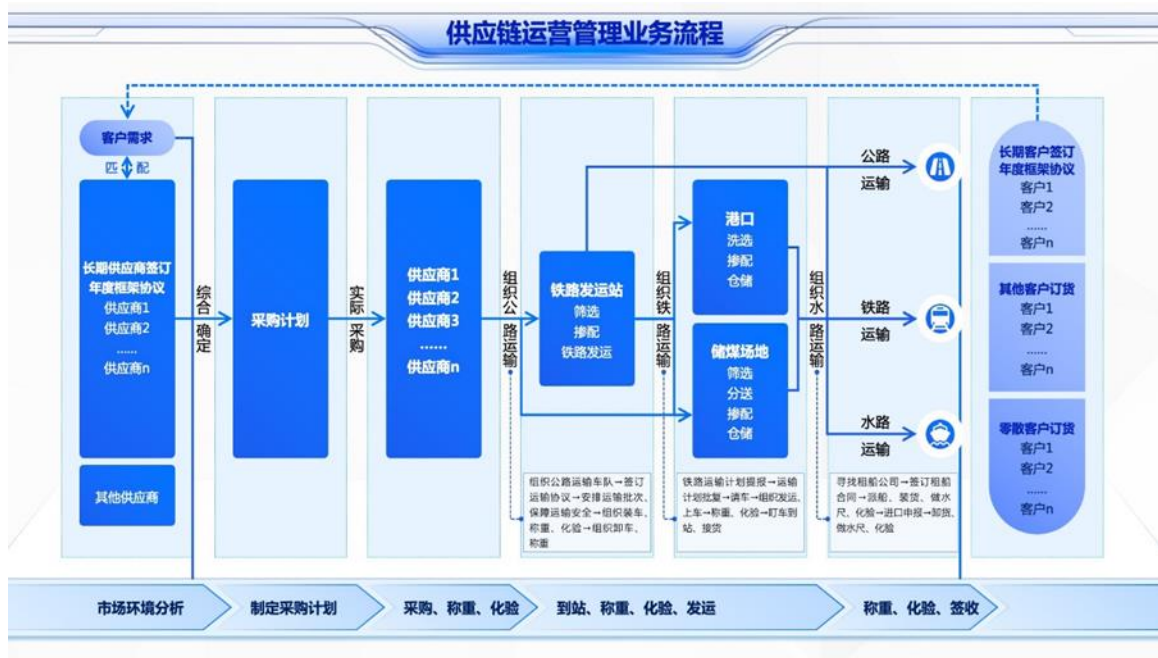 供应链运营管理业务流程
客户需求
匹 配
长期供应商签订
年度框架协议
供应商1
供应商2
......
供应商n
其他供应商
综合 确定
采购计划
实际 采购
供应商1
供应商2
供应商3
......
供应商n
组织公 路运输
铁路发运站
筛选
掺配
铁路发运
组织公路运输车队→签订
运输协议→安排运输批次、
保障运输安全→组织装车、
称重、化验→组织卸车、
称重
组织铁 路运输
港口
洗选
掺配
仓储
储煤场地
筛选
分送
掺配
仓储
铁路运输计划提报→运输
计划批复→请车→组织发运、
上车→称重、化验→盯车到
站、接货
组织水 路运输
公路
运输
铁路
运输
水路
运输
寻找租船公司→签订租船
合同→派船、装货、做水
尺、化验→进口申报→卸货、
做水尺、化验
长期客户签订
年度框架协议
客户1
客户2
......
客户n
其他客户订货
客户1
客户2
......
客户n
零散客户订货
客户1
客户2
......
客户n
市场环境分析
制定采购计划
采购、称重、化验
到站、称重、化验、发运
称重、化验、签收